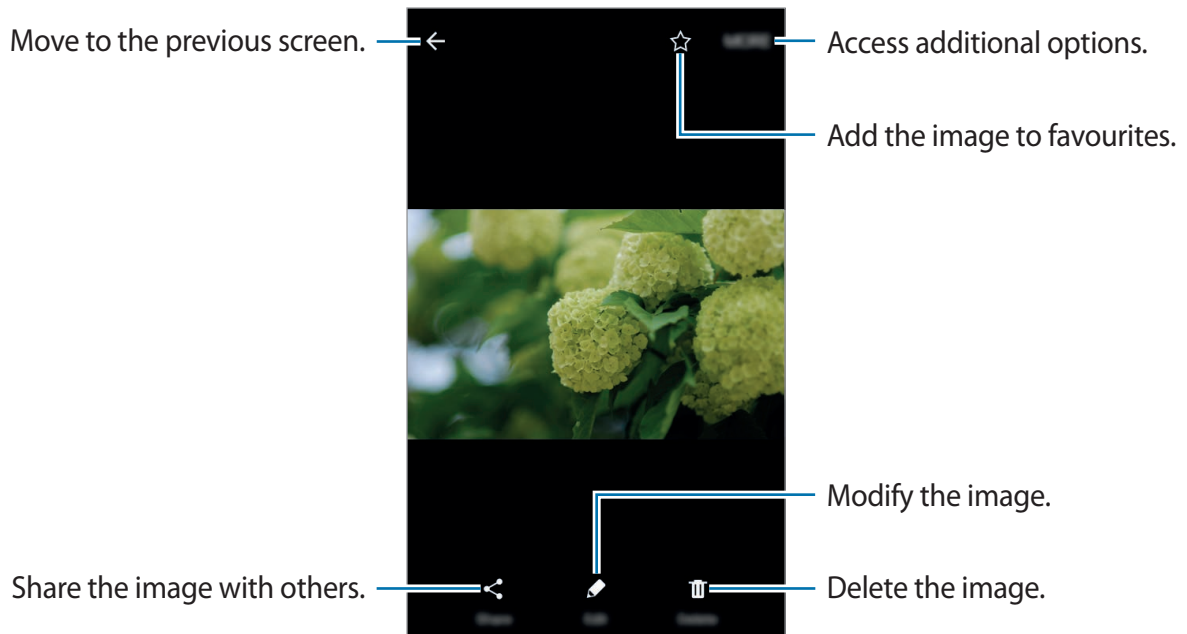 Move to the previous screen.
Access additional options.
Add the image to favourites.
Modify the image.
Share the image with others.
Delete the image.